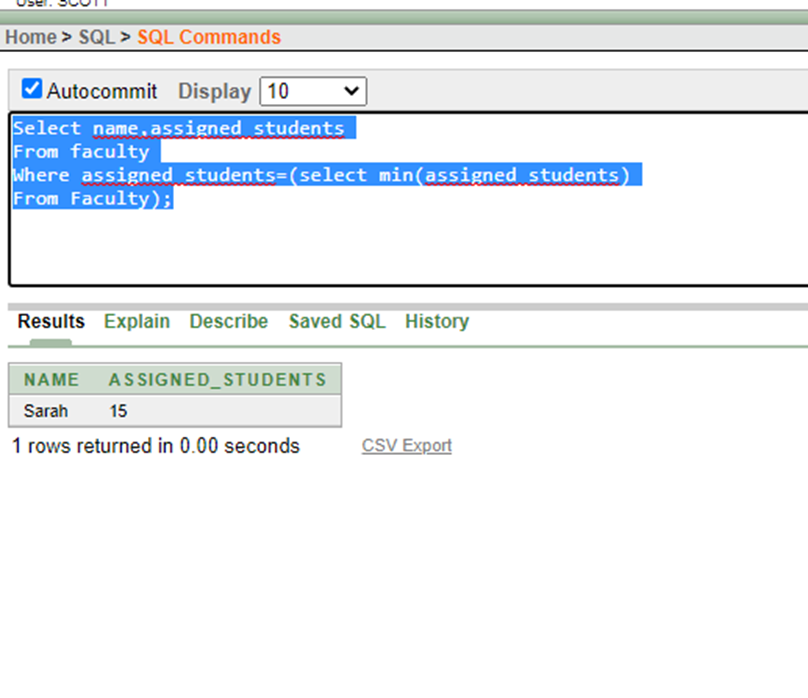 User: SCOTT
Home > SQL > SQL Commands
Autocommit Display 10
Select name,assigned_students
From faculty
Where assigned_students=(select min(assigned_students)
From Faculty);
Results Explain Describe Saved SQL History
NAME ASSIGNED_STUDENTS
Sarah 15
1 rows returned in 0.00 seconds CSV Export